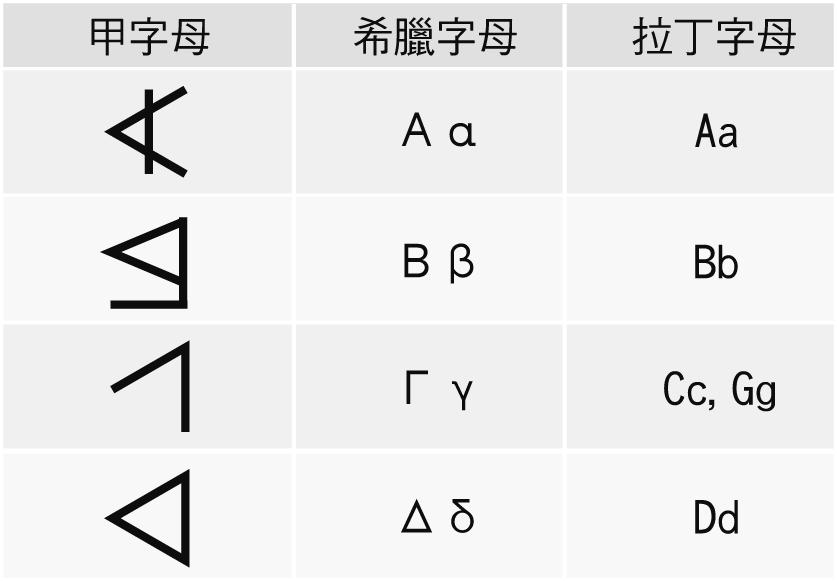 甲字母 希臘字母 拉丁字母
𐤀 Α α Aa
𐤁 Β β Bb
𐤂 Γ γ Cc, Gg
𐤃 Δ δ Dd